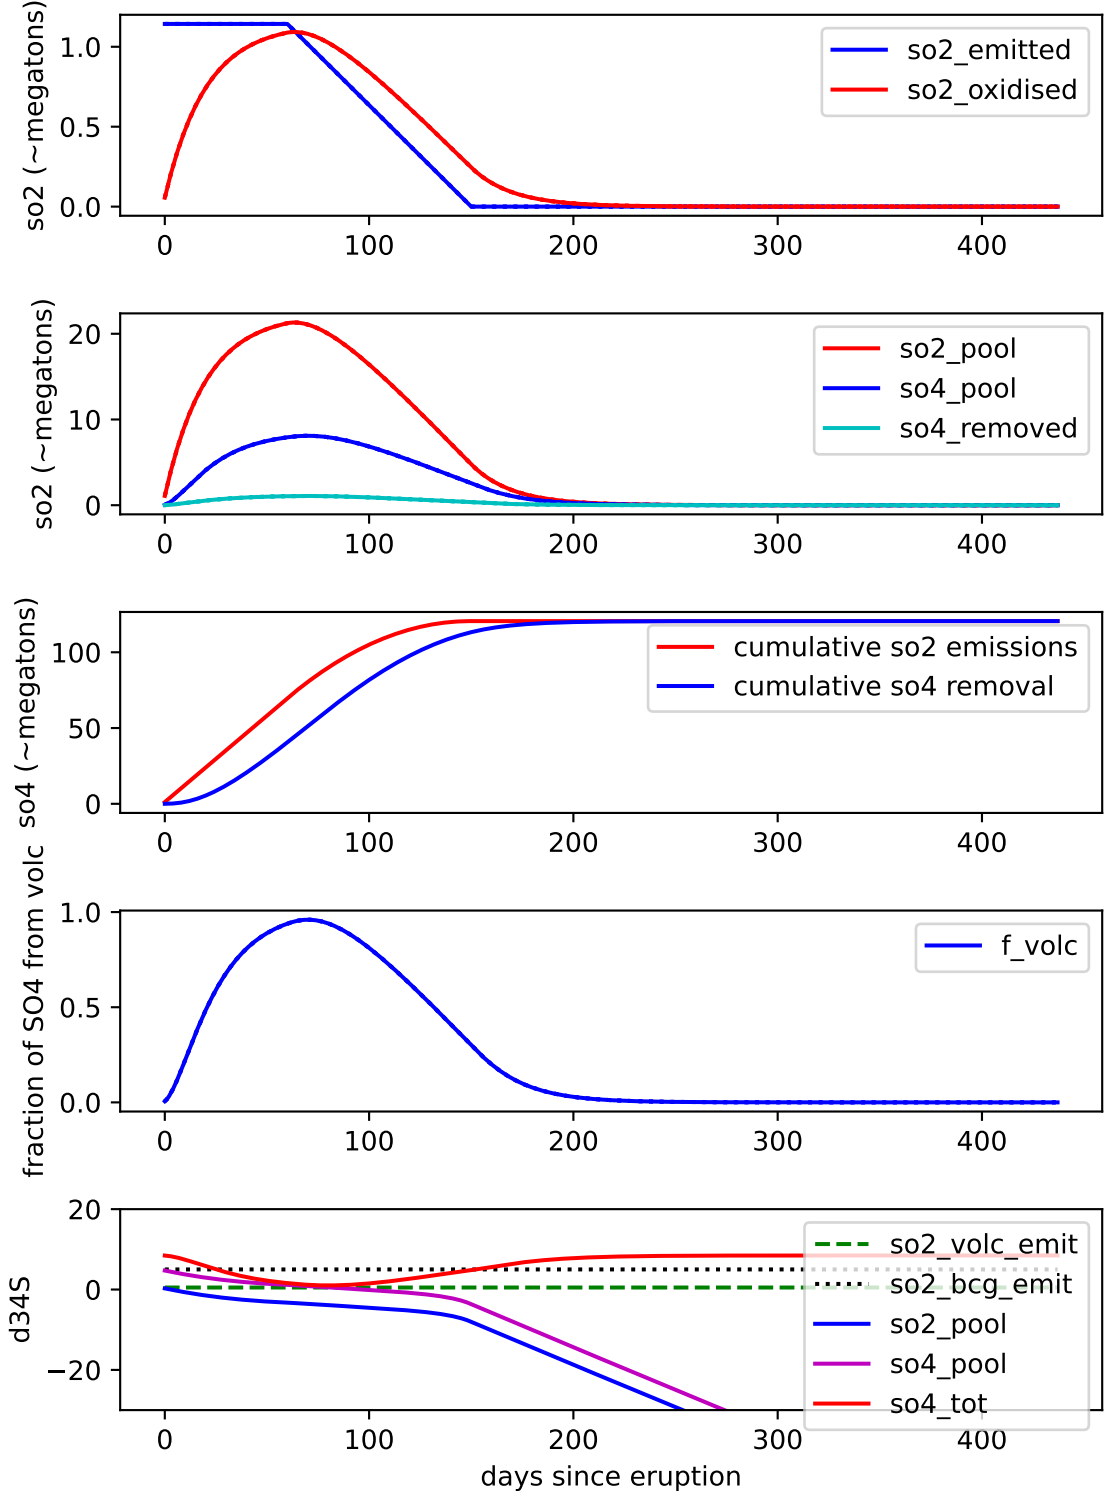 so2 (~megatons)
1.0
0.5
0.0
so2_emitted
so2_oxidised
0 100 200 300 400
so2 (~megatons)
20
10
0
so2_pool
so4_pool
so4_removed
0 100 200 300 400
so4 (~megatons)
100
50
0
cumulative so2 emissions
cumulative so4 removal
0 100 200 300 400
fraction of SO4 from volc
1.0
0.5
0.0
f_volc
0 100 200 300 400
d34S
20
0
−20
so2_volc_emit
so2_bcg_emit
so2_pool
so4_pool
so4_tot
0 100 200 300 400
days since eruption